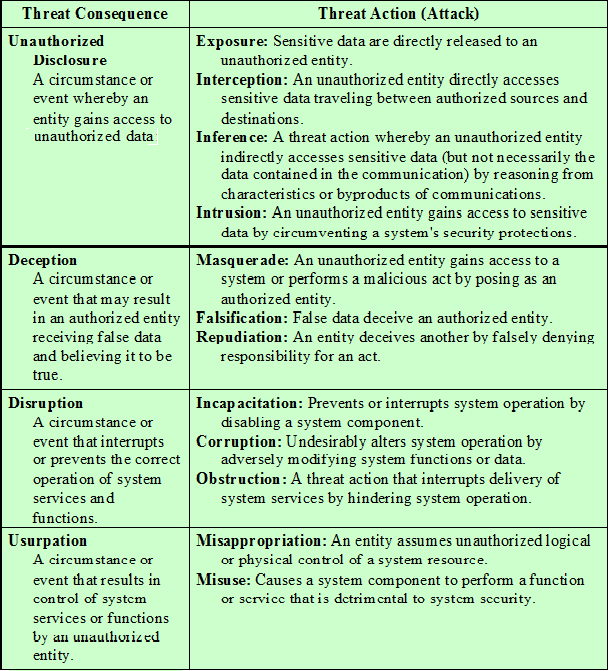 Threat Consequence
Threat Action (Attack)
Unauthorized
Disclosure
A circumstance or
event whereby an
entity gains access to
unauthorized data
Exposure: Sensitive data are directly released to an
unauthorized entity.
Interception: An unauthorized entity directly accesses
sensitive data traveling between authorized sources and
destinations.
Inference: A threat action whereby an unauthorized entity
indirectly accesses sensitive data (but not necessarily the
data contained in the communication) by reasoning from
characteristics or byproducts of communications.
Intrusion: An unauthorized entity gains access to sensitive
data by circumventing a system's security protections.
Deception
A circumstance or
event that may result
in an authorized entity
receiving false data
and believing it to be
true.
Masquerade: An unauthorized entity gains access to a
system or performs a malicious act by posing as an
authorized entity.
Falsification: False data deceive an authorized entity.
Repudiation: An entity deceives another by falsely denying
responsibility for an act.
Disruption
A circumstance or
event that interrupts
or prevents the correct
operation of system
services and
functions.
Incapacitation: Prevents or interrupts system operation by
disabling a system component.
Corruption: Undesirably alters system operation by
adversely modifying system functions or data.
Obstruction: A threat action that interrupts delivery of
system services by hindering system operation.
Usurpation
A circumstance or
event that results in
control of system
services or functions
by an unauthorized
entity.
Misappropriation: An entity assumes unauthorized logical
or physical control of a system resource.
Misuse: Causes a system component to perform a function
or service that is detrimental to system security.